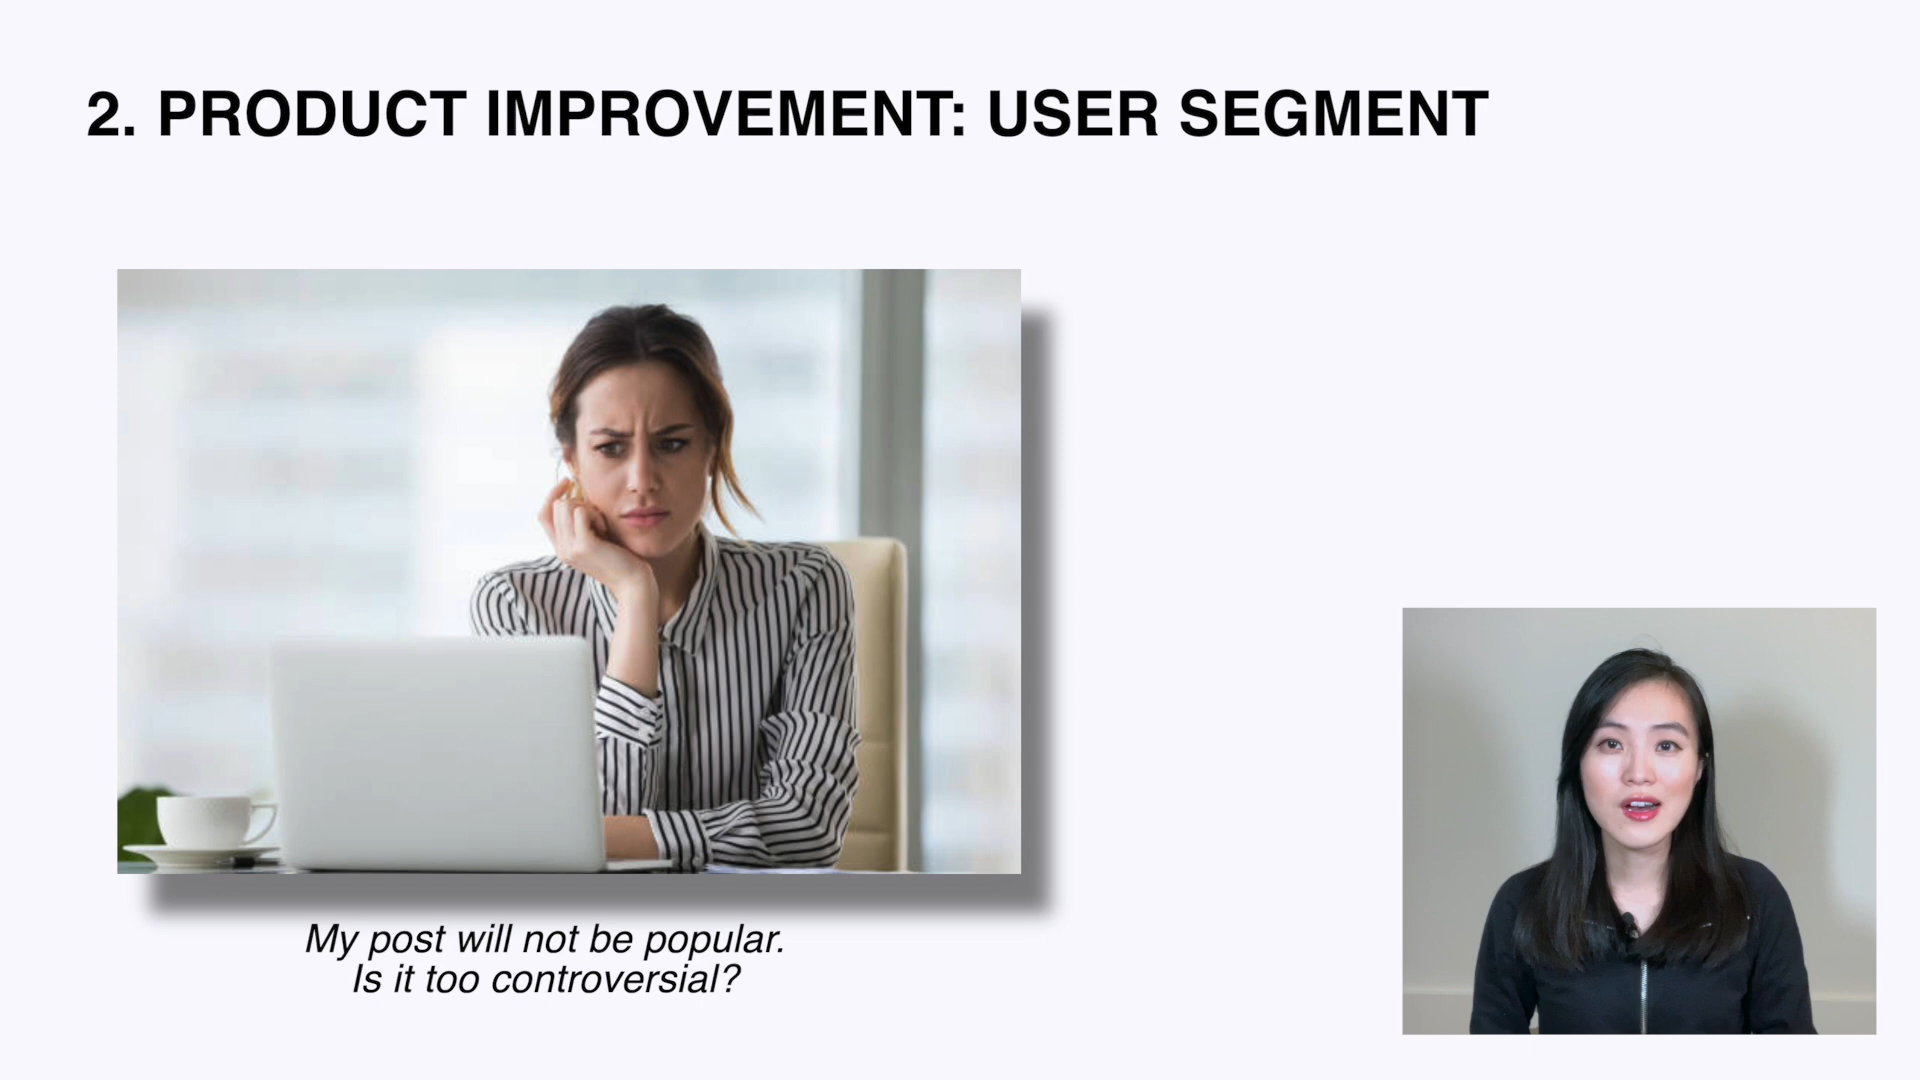 2. PRODUCT IMPROVEMENT: USER SEGMENT
My post will not be popular.
Is it too controversial?